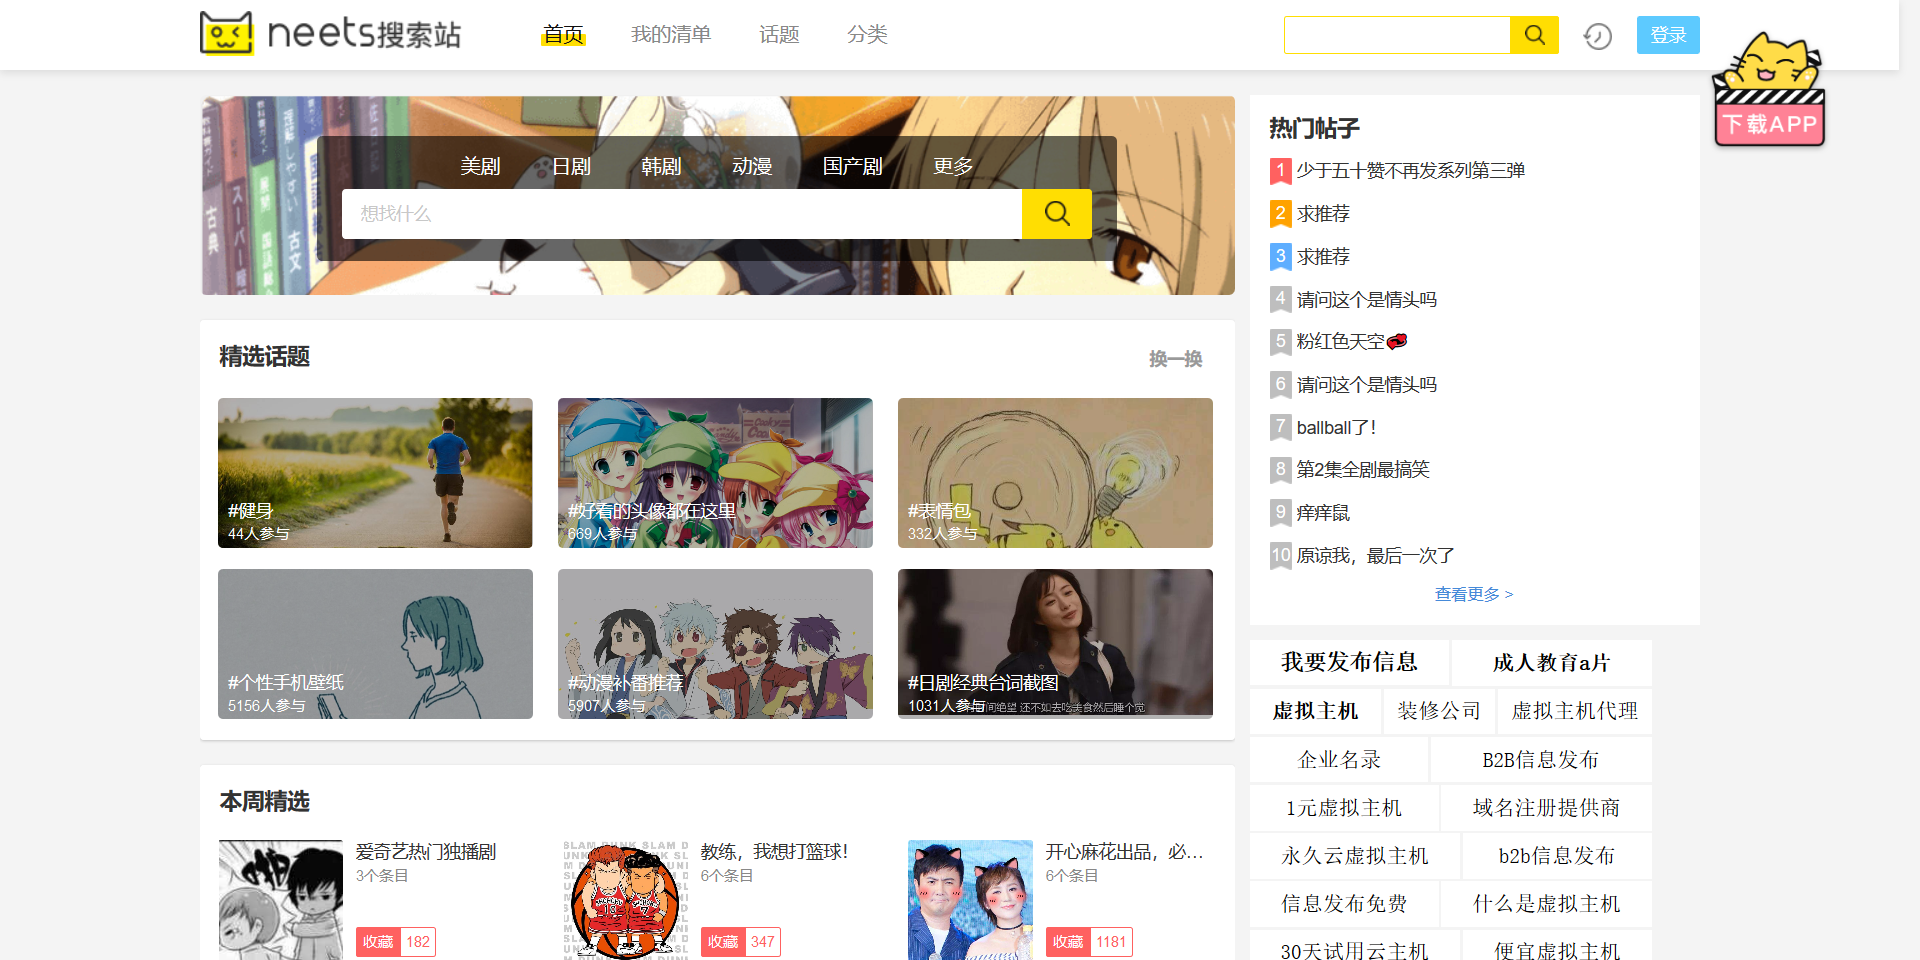 neets搜索站
首页
我的清单
话题
分类
登录
下载APP
美剧
日剧
韩剧
动漫
国产剧
更多
想找什么
精选话题
换一换
#健身
44人参与
#好看的头像都在这里
669人参与
#表情包
332人参与
#个性手机壁纸
5156人参与
#动漫补番推荐
5907人参与
#日剧经典台词截图
1031人参与
本周精选
爱奇艺热门独播剧
3个条目
收藏 182
教练，我想打篮球！
6个条目
收藏 347
开心麻花出品，必...
6个条目
收藏 1181
热门帖子
1 少于五十赞不再发系列第三弹
2 求推荐
3 求推荐
4 请问这个是情头吗
5 粉红色天空💋
6 请问这个是情头吗
7 ballball了！
8 第2集全剧最搞笑
9 痒痒鼠
10 原谅我，最后一次了
查看更多 >
我要发布信息
成人教育a片
虚拟主机
装修公司
虚拟主机代理
企业名录
B2B信息发布
1元虚拟主机
域名注册提供商
永久云虚拟主机
b2b信息发布
信息发布免费
什么是虚拟主机
30天试用云主机
便宜虚拟主机